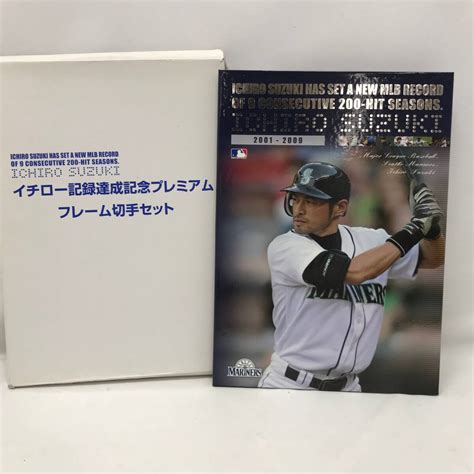 ICHIRO SUZUKI HAS SET A NEW MLB RECORD
OF 9 CONSECUTIVE 200-HIT SEASONS.
ICHIRO SUZUKI
イチロー記録達成記念プレミアム
フレーム切手セット
ICHIRO SUZUKI HAS SET A NEW MLB RECORD
OF 9 CONSECUTIVE 200-HIT SEASONS.
ICHIRO SUZUKI
2001 - 2009
Major League Baseball
Seattle Mariners
Ichiro Suzuki
MARINERS
MARINERS